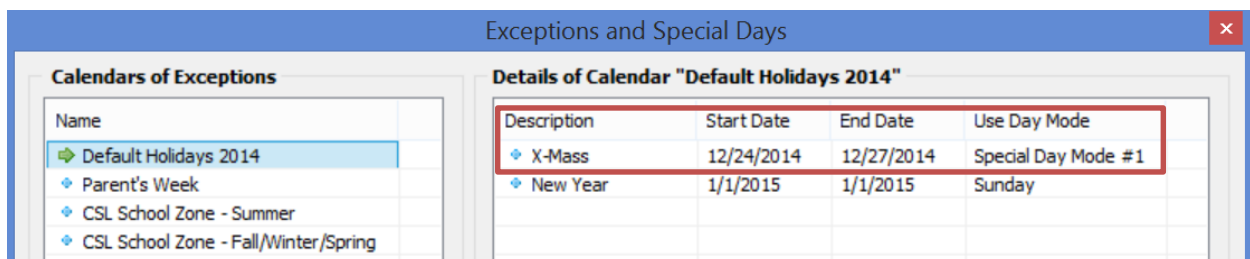 Exceptions and Special Days
Calendars of Exceptions
Name
Default Holidays 2014
Parent's Week
CSL School Zone - Summer
CSL School Zone - Fall/Winter/Spring
Details of Calendar "Default Holidays 2014"
Description Start Date End Date Use Day Mode
X-Mass 12/24/2014 12/27/2014 Special Day Mode #1
New Year 1/1/2015 1/1/2015 Sunday